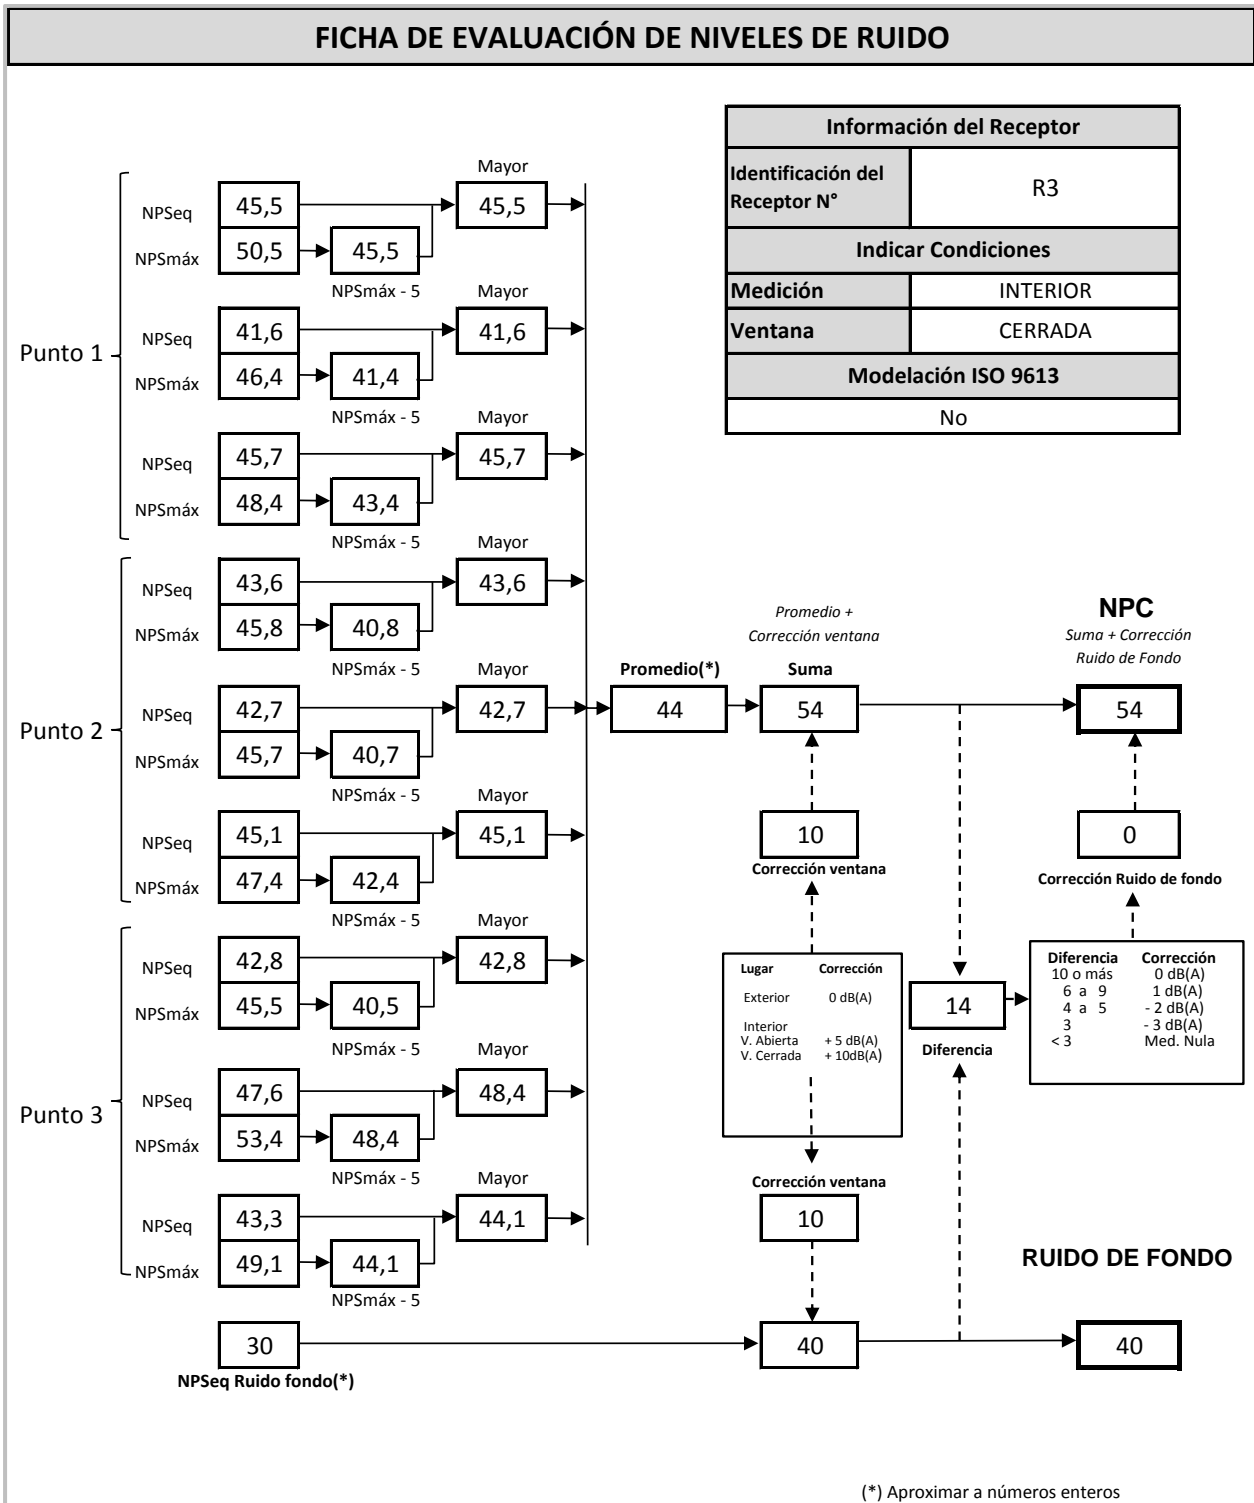 FICHA DE EVALUACIÓN DE NIVELES DE RUIDO
Información del Receptor
Identificación del Receptor N°
R3
Indicar Condiciones
Medición INTERIOR
Ventana CERRADA
Modelación ISO 9613
No
Punto 1
Mayor
NPSeq 45,5 45,5
NPSmáx 50,5 45,5
NPSmáx - 5
Mayor
NPSeq 41,6 41,6
NPSmáx 46,4 41,4
NPSmáx - 5
Mayor
NPSeq 45,7 45,7
NPSmáx 48,4 43,4
NPSmáx - 5
Punto 2
Mayor
NPSeq 43,6 43,6
NPSmáx 45,8 40,8
NPSmáx - 5
Mayor
NPSeq 42,7 42,7
NPSmáx 45,7 40,7
NPSmáx - 5
Mayor
NPSeq 45,1 45,1
NPSmáx 47,4 42,4
NPSmáx - 5
Punto 3
Mayor
NPSeq 42,8 42,8
NPSmáx 45,5 40,5
NPSmáx - 5
Mayor
NPSeq 47,6 48,4
NPSmáx 53,4 48,4
NPSmáx - 5
Mayor
NPSeq 43,3 44,1
NPSmáx 49,1 44,1
NPSmáx - 5
30
NPSeq Ruido fondo(*)
Promedio(*)
44
Promedio +
Corrección ventana
Suma
54
10
Corrección ventana
Lugar Corrección
Exterior 0 dB(A)
Interior
V. Abierta + 5 dB(A)
V. Cerrada + 10dB(A)
Corrección ventana
10
40
14
Diferencia
NPC
Suma + Corrección
Ruido de Fondo
54
0
Corrección Ruido de fondo
Diferencia Corrección
10 o más 0 dB(A)
6 a 9 1 dB(A)
4 a 5 - 2 dB(A)
3 - 3 dB(A)
< 3 Med. Nula
RUIDO DE FONDO
40
(*) Aproximar a números enteros